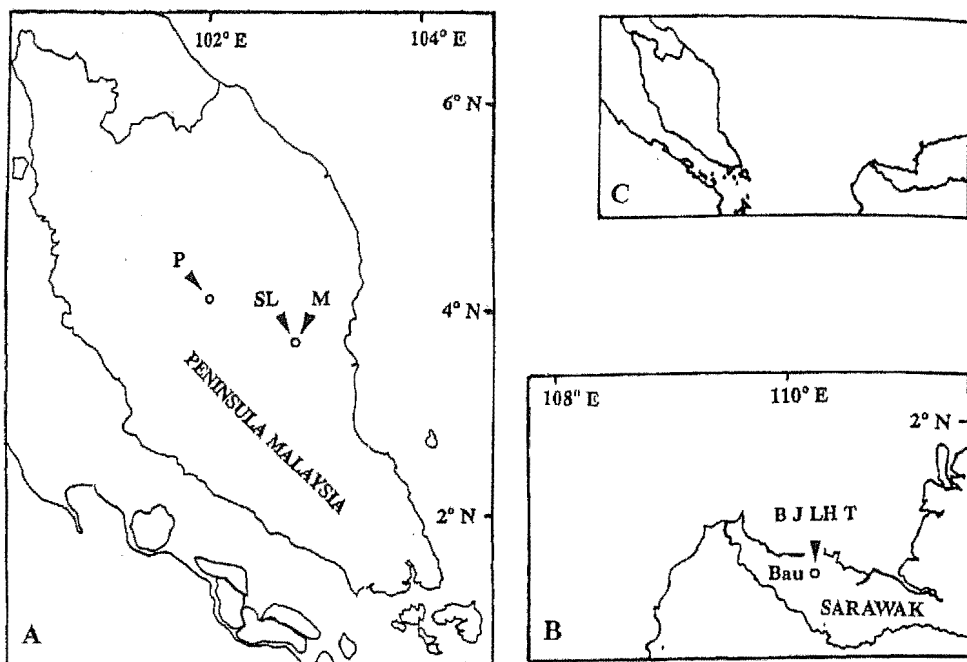 102° E
104° E
6° N
P
SL
M
4° N
PENINSULA MALAYSIA
2° N
A
C
108° E
110° E
2° N
B J LH T
Bau
SARAWAK
B